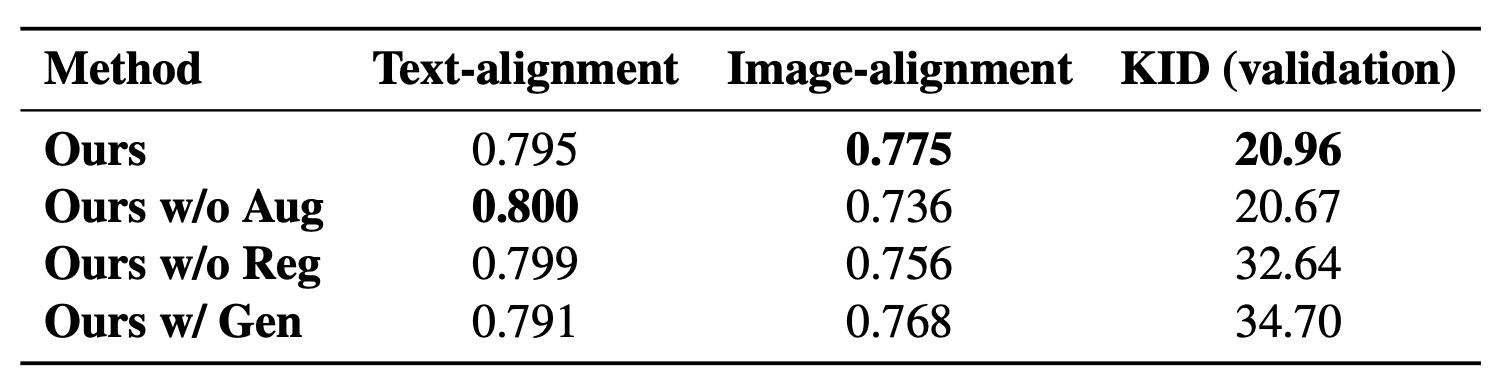 Method Text-alignment Image-alignment KID (validation)
Ours 0.795 0.775 20.96
Ours w/o Aug 0.800 0.736 20.67
Ours w/o Reg 0.799 0.756 32.64
Ours w/ Gen 0.791 0.768 34.70